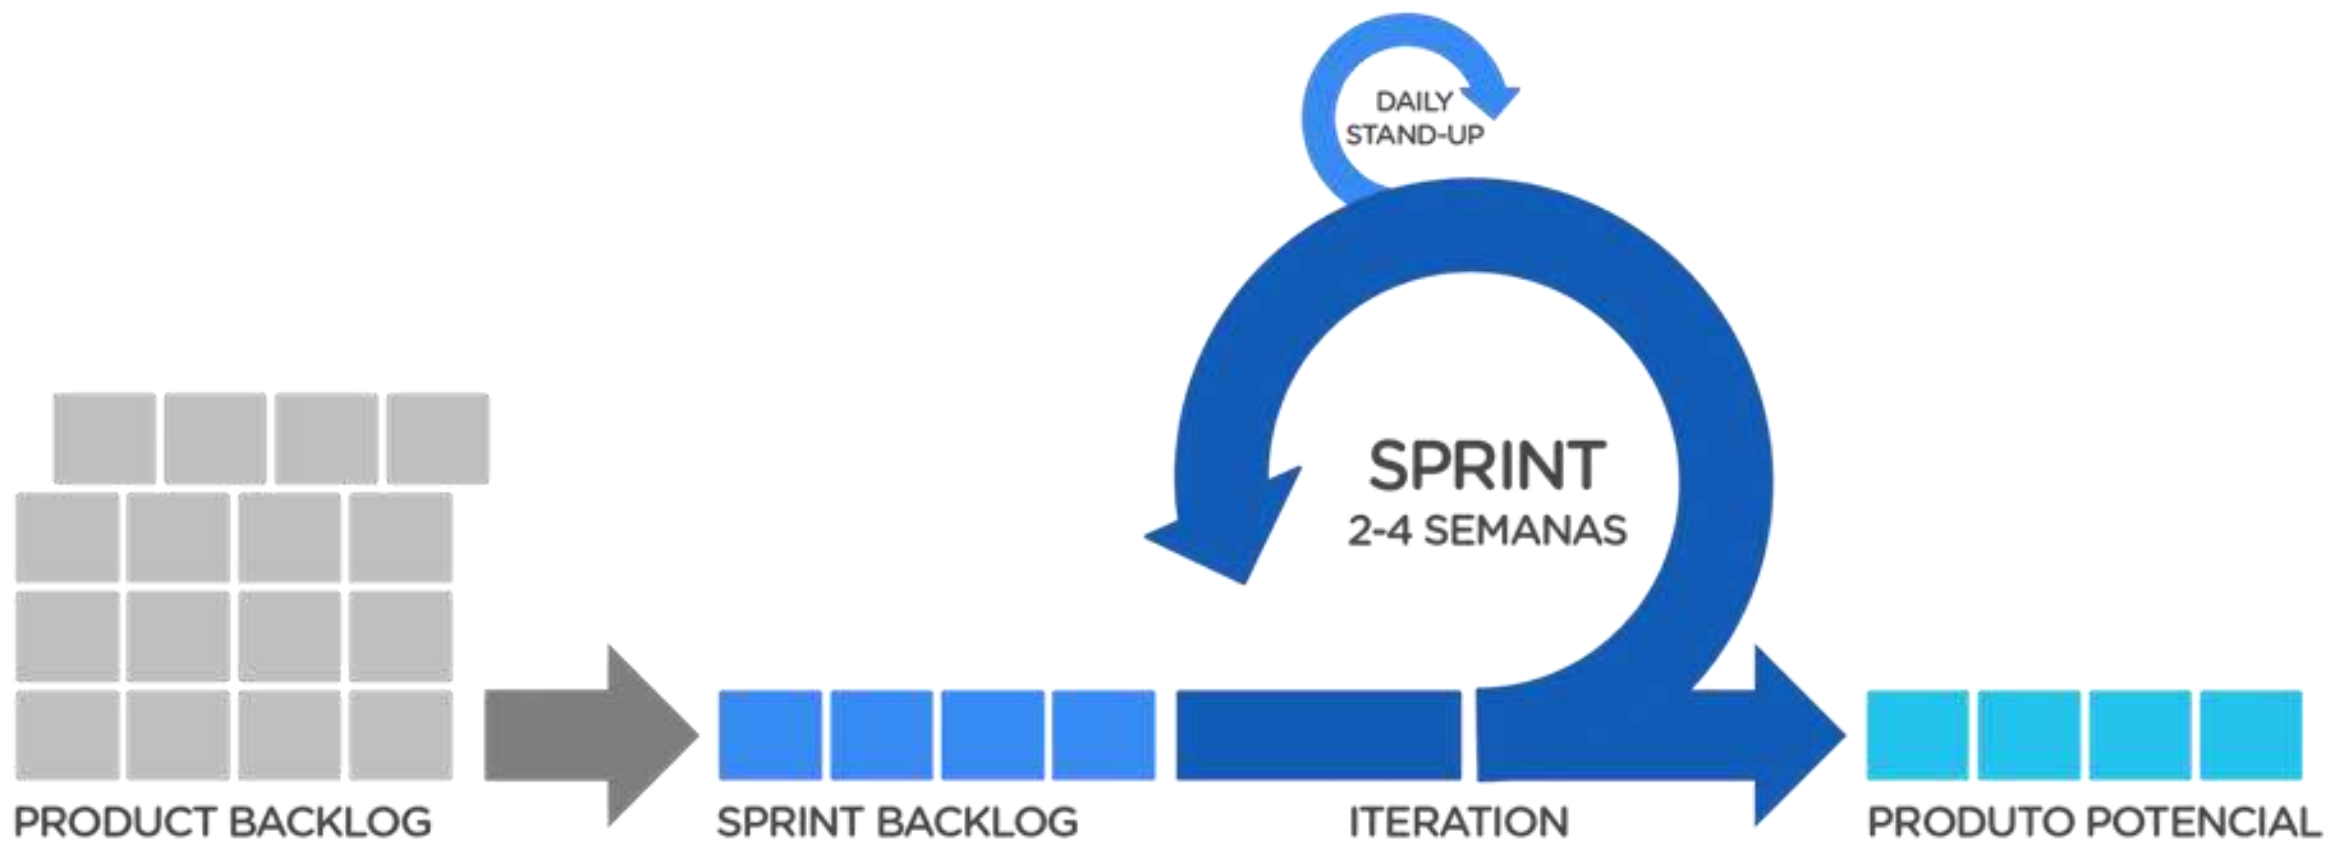 DAILY
STAND-UP
SPRINT
2-4 SEMANAS
PRODUCT BACKLOG
SPRINT BACKLOG
ITERATION
PRODUTO POTENCIAL